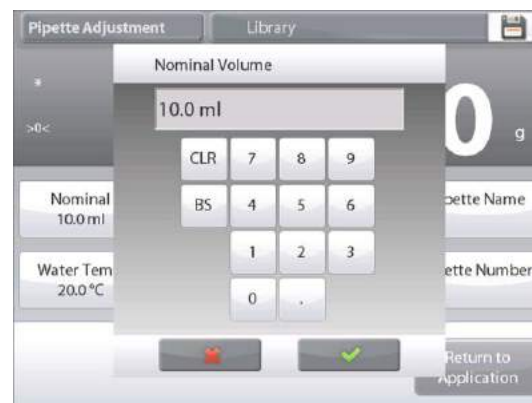 Pipette Adjustment
Library
Nominal Volume
10.0 ml
*
>0<
0
g
CLR 7 8 9
BS 4 5 6
1 2 3
0 .
Nominal
10.0 ml
pette Name
Water Tem
20.0 °C
ette Number
Return to
Application